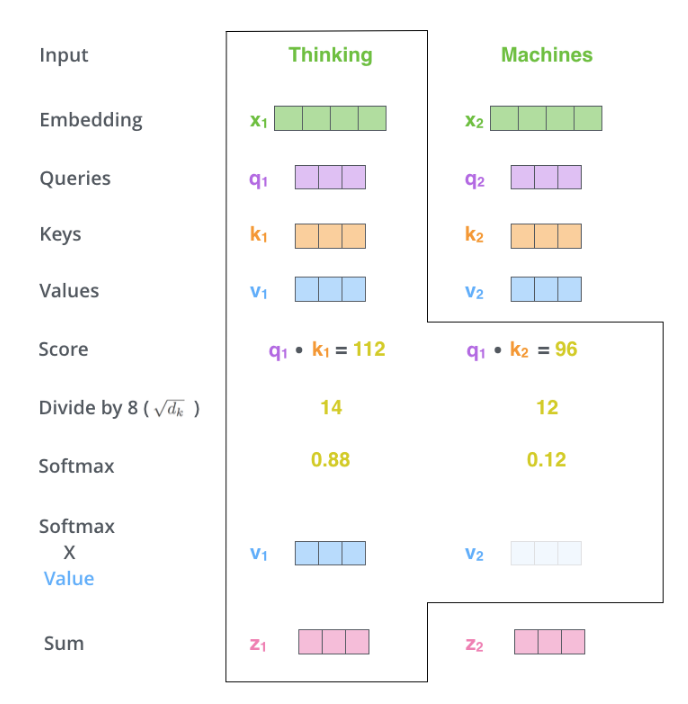 Input Thinking Machines
Embedding x₁ x₂
Queries q₁ q₂
Keys k₁ k₂
Values v₁ v₂
Score q₁ • k₁ = 112 q₁ • k₂ = 96
Divide by 8 ( √dₖ ) 14 12
Softmax 0.88 0.12
Softmax
X v₁ v₂
Value
Sum z₁ z₂